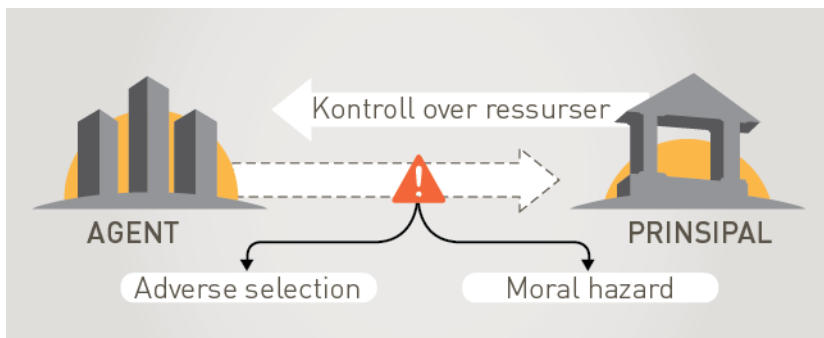 Kontroll over ressurser
!
AGENT
PRINSIPAL
Adverse selection
Moral hazard